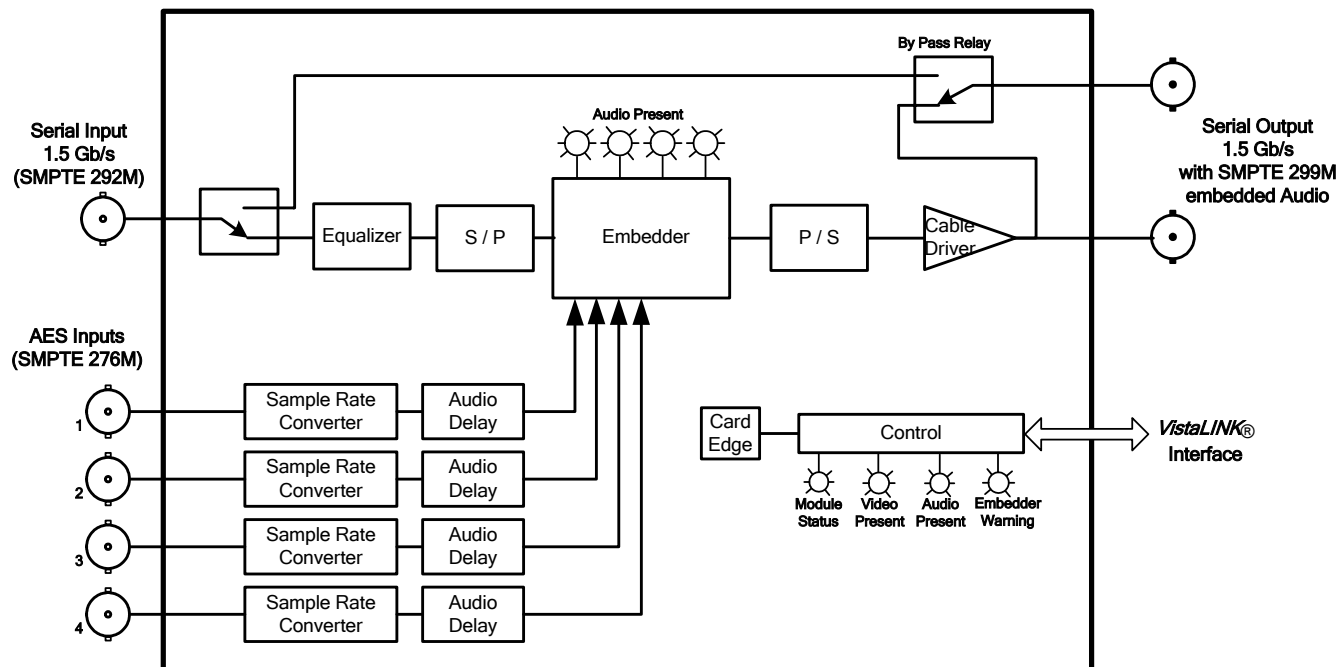 By Pass Relay
Audio Present
Serial Input
1.5 Gb/s
(SMPTE 292M)
Serial Output
1.5 Gb/s
with SMPTE 299M
embedded Audio
Equalizer
S / P
Embedder
P / S
Cable
Driver
AES Inputs
(SMPTE 276M)
1
Sample Rate
Converter
Audio
Delay
2
Sample Rate
Converter
Audio
Delay
3
Sample Rate
Converter
Audio
Delay
4
Sample Rate
Converter
Audio
Delay
Card
Edge
Control
VistaLINK®
Interface
Module
Status
Video
Present
Audio
Present
Embedder
Warning